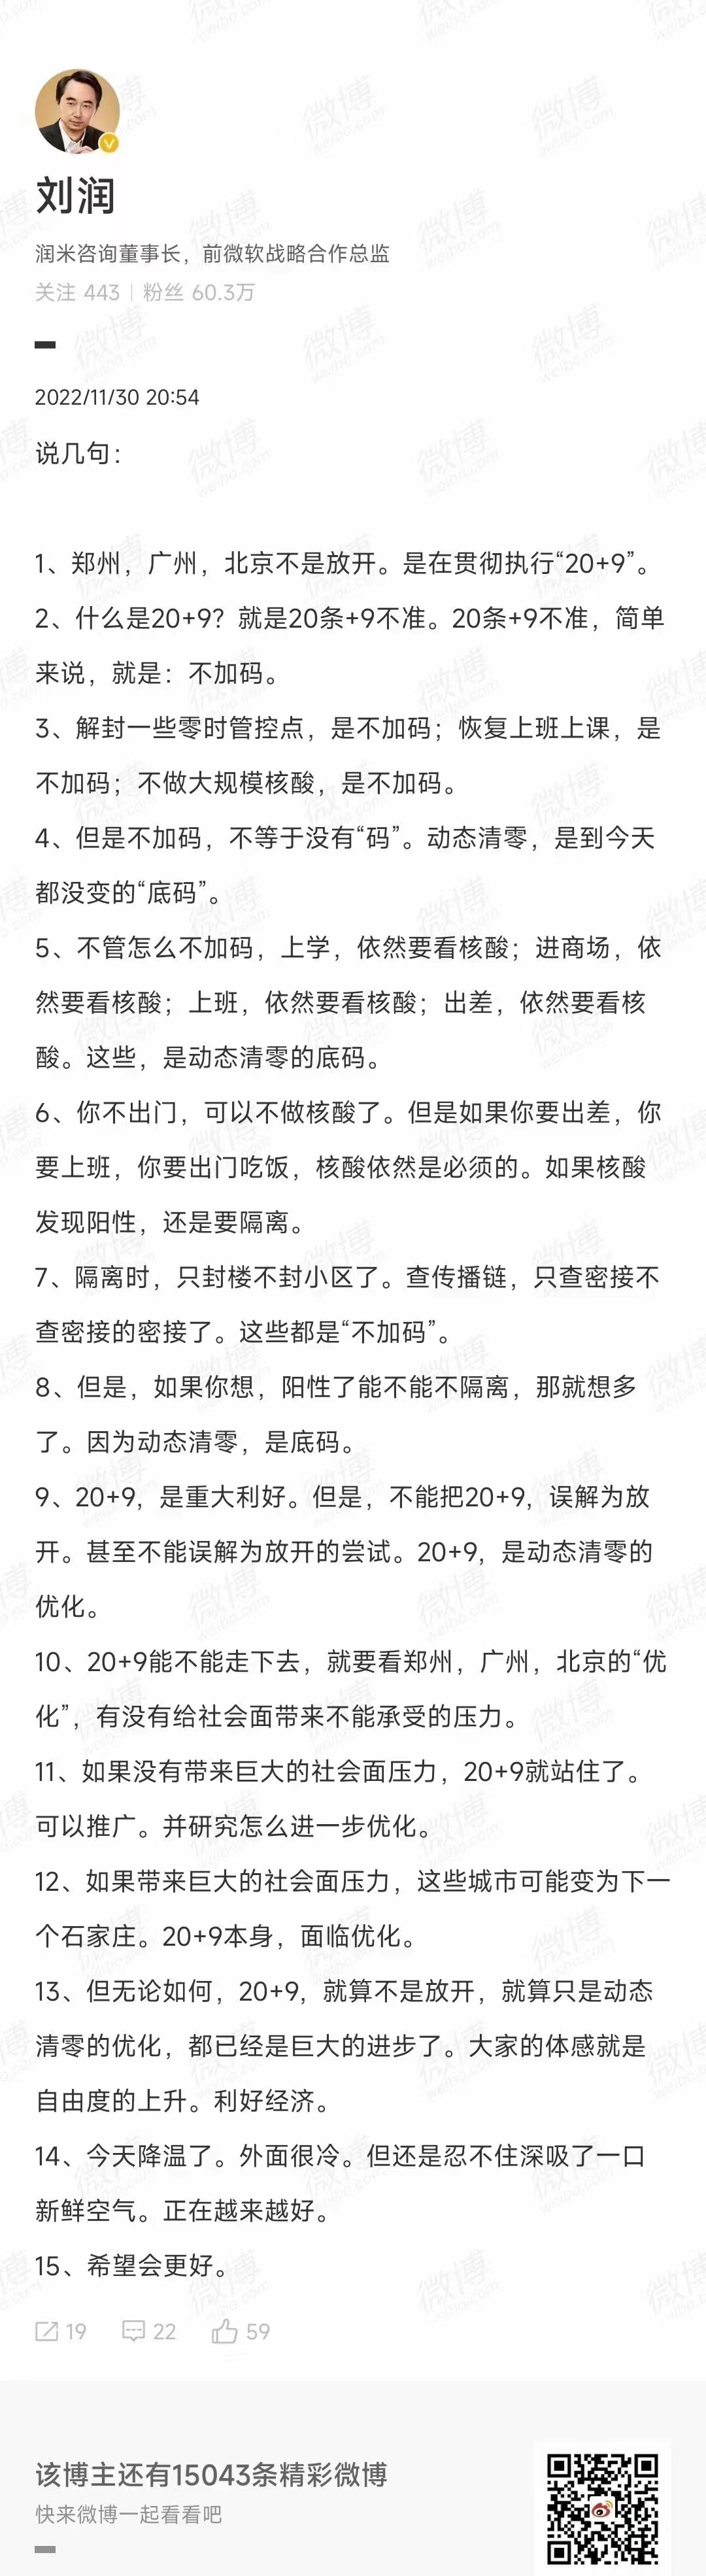 刘润
润米咨询董事长，前微软战略合作总监
关注 443 | 粉丝 60.3万
2022/11/30 20:54
说几句：
1、郑州，广州，北京不是放开。是在贯彻执行“20+9”。
2、什么是20+9？就是20条+9不准。20条+9不准，简单
来说，就是：不加码。
3、解封一些零时管控点，是不加码；恢复上班上课，是
不加码；不做大规模核酸，是不加码。
4、但是不加码，不等于没有“码”。动态清零，是到今天
都没变的“底码”。
5、不管怎么不加码，上学，依然要看核酸；进商场，依
然要看核酸；上班，依然要看核酸；出差，依然要看核
酸。这些，是动态清零的底码。
6、你不出门，可以不做核酸了。但是如果你要出差，你
要上班，你要出门吃饭，核酸依然是必须的。如果核酸
发现阳性，还是要隔离。
7、隔离时，只封楼不封小区了。查传播链，只查密接不
查密接的密接了。这些都是“不加码”。
8、但是，如果你想，阳性了能不能不隔离，那就想多
了。因为动态清零，是底码。
9、20+9，是重大利好。但是，不能把20+9，误解为放
开。甚至不能误解为放开的尝试。20+9，是动态清零的
优化。
10、20+9能不能走下去，就要看郑州，广州，北京的“优
化”，有没有给社会面带来不能承受的压力。
11、如果没有带来巨大的社会面压力，20+9就站住了。
可以推广。并研究怎么进一步优化。
12、如果带来巨大的社会面压力，这些城市可能变为下一
个石家庄。20+9本身，面临优化。
13、但无论如何，20+9，就算不是放开，就算只是动态
清零的优化，都已经是巨大的进步了。大家的体感就是
自由度的上升。利好经济。
14、今天降温了。外面很冷。但还是忍不住深吸了一口
新鲜空气。正在越来越好。
15、希望会更好。
19 22 59
该博主还有15043条精彩微博
快来微博一起看看吧
微博
weibo.com